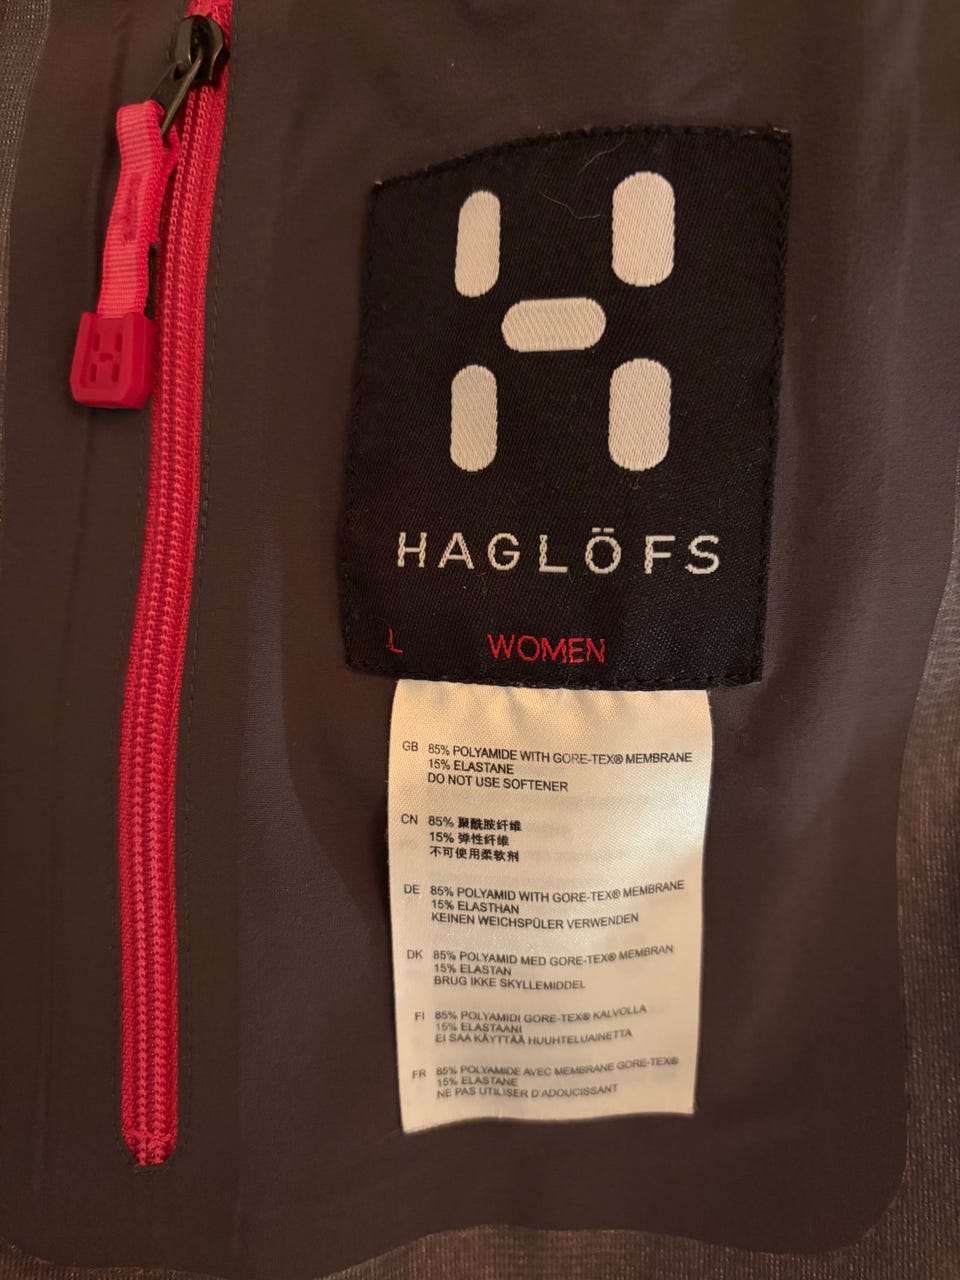 HAGLÖFS
L WOMEN
GB 85% POLYAMIDE WITH GORE-TEX® MEMBRANE
15% ELASTANE
DO NOT USE SOFTENER
CN 85% 聚酰胺纤维
15% 弹性纤维
不可使用柔软剂
DE 85% POLYAMID WITH GORE-TEX® MEMBRANE
15% ELASTHAN
KEINEN WEICHSPÜLER VERWENDEN
DK 85% POLYAMID MED GORE-TEX® MEMBRAN
15% ELASTAN
BRUG IKKE SKYLLEMIDDEL
FI 85% POLYAMIDI GORE-TEX® KALVOLLA
15% ELASTAANI
EI SAA KÄYTTÄÄ HUUHTELUAINETTA
FR 85% POLYAMIDE AVEC MEMBRANE GORE-TEX®
15% ELASTANE
NE PAS UTILISER D'ADOUCISSANT